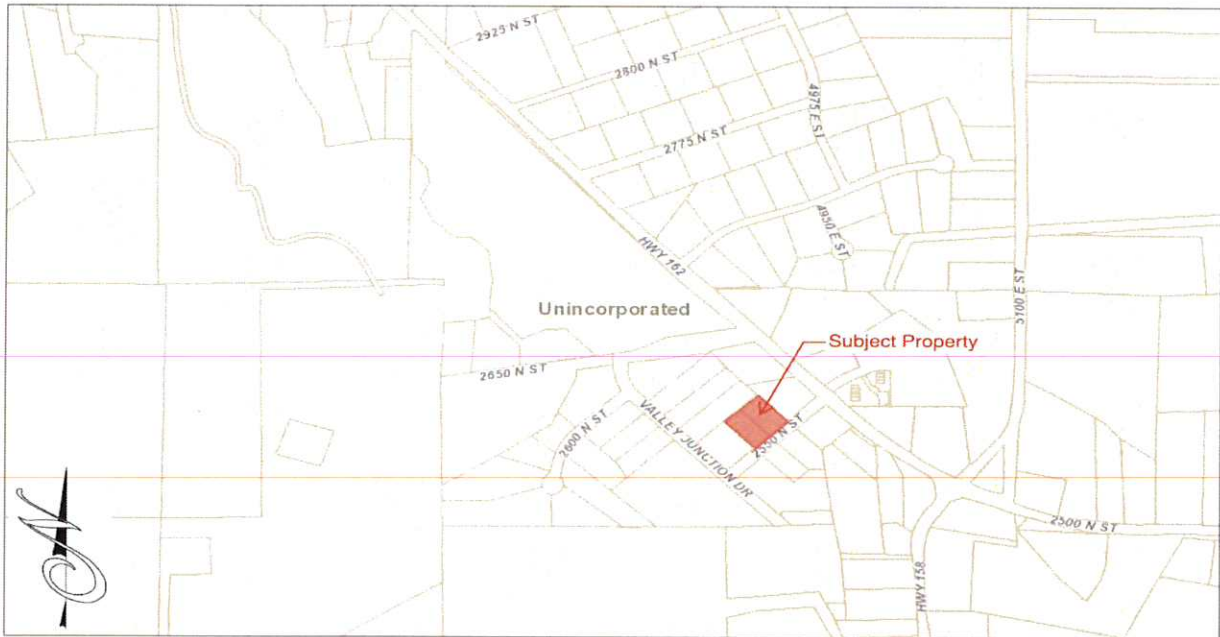 2925 N ST
2800 N ST
4975 E ST
2775 N ST
4950 E ST
HWY 162
5100 E ST
Unincorporated
Subject Property
2650 N ST
VALLEY JUNCTION DR
2600 N ST
2550 N ST
2500 N ST
HWY 158
N